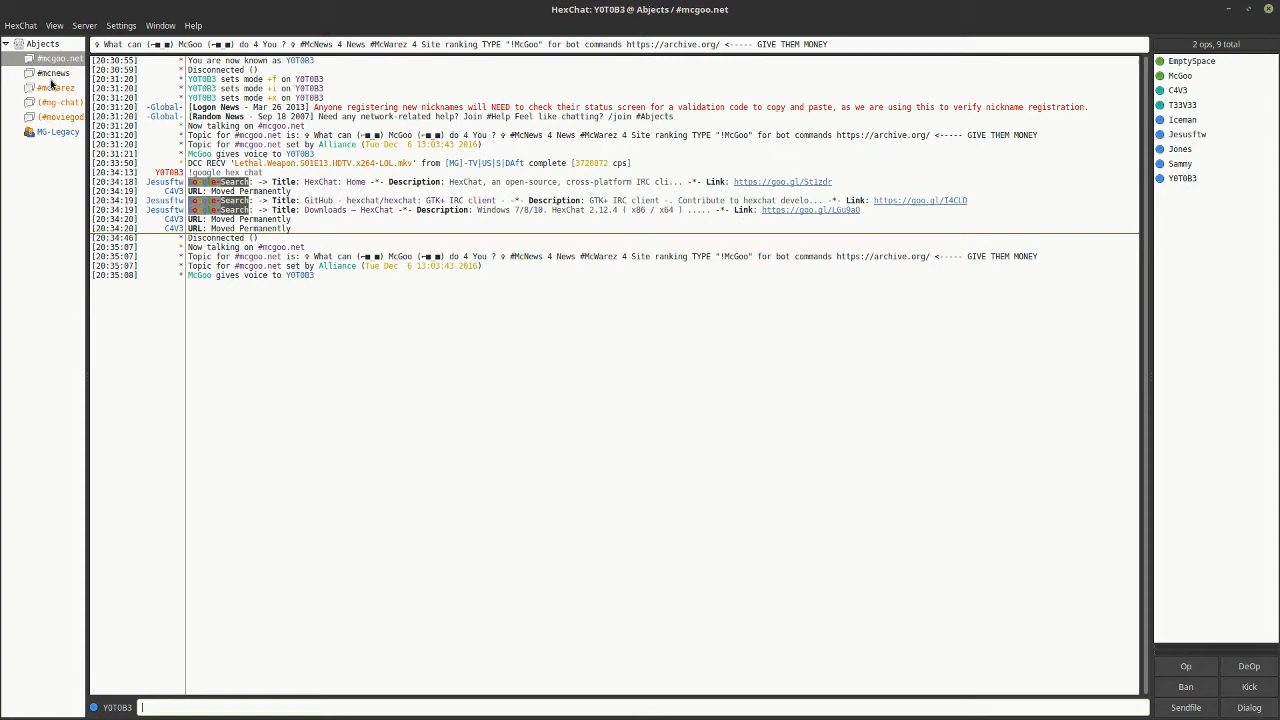 HexChat: Y0T0B3 @ Abjects / #mcgoo.net
HexChat View Server Settings Window Help
Abjects
#mcgoo.net
#mcnews
#mcwarez
(#mg-chat)
(#moviegod
MG-Legacy
♀ What can (⌐■_■) McGoo (⌐■_■) do 4 You ? ♀ #McNews 4 News #McWarez 4 Site ranking TYPE "!McGoo" for bot commands https://archive.org/ <----- GIVE THEM MONEY
[20:30:55] * You are now known as Y0T0B3
[20:30:59] * Disconnected ()
[20:31:20] * Y0T0B3 sets mode +f on Y0T0B3
[20:31:20] * Y0T0B3 sets mode +i on Y0T0B3
[20:31:20] * Y0T0B3 sets mode +x on Y0T0B3
[20:31:20] -Global- [Logon News - Mar 26 2013] Anyone registering new nicknames will NEED to check their status screen for a validation code to copy and paste, as we are using this to verify nickname registration.
[20:31:20] -Global- [Random News - Sep 18 2007] Need any network-related help? Join #Help Feel like chatting? /join #Abjects
[20:31:20] * Now talking on #mcgoo.net
[20:31:20] * Topic for #mcgoo.net is: ♀ What can (⌐■_■) McGoo (⌐■_■) do 4 You ? ♀ #McNews 4 News #McWarez 4 Site ranking TYPE "!McGoo" for bot commands https://archive.org/ <----- GIVE THEM MONEY
[20:31:20] * Topic for #mcgoo.net set by Alliance (Tue Dec  6 13:03:43 2016)
[20:31:21] * McGoo gives voice to Y0T0B3
[20:33:50] * DCC RECV 'Lethal.Weapon.S01E13.HDTV.x264-LOL.mkv' from [MG]-TV|US|S|DAft complete [3720872 cps]
[20:34:13] Y0T0B3 !google hex chat
[20:34:18] Jesusftw Google-Search: -> Title: HexChat: Home -*- Description: HexChat, an open-source, cross-platform IRC cli... -*- Link: https://goo.gl/St1zdr
[20:34:19] C4V3 URL: Moved Permanently
[20:34:19] Jesusftw Google-Search: -> Title: GitHub - hexchat/hexchat: GTK+ IRC client - -*- Description: GTK+ IRC client -. Contribute to hexchat develo... -*- Link: https://goo.gl/I4CLD
[20:34:19] Jesusftw Google-Search: -> Title: Downloads — HexChat -*- Description: Windows 7/8/10. HexChat 2.12.4 ( x86 / x64 ) ..... -*- Link: https://goo.gl/LGu9aO
[20:34:19] C4V3 URL: Moved Permanently
[20:34:20] C4V3 URL: Moved Permanently
[20:34:46] * Disconnected ()
[20:35:07] * Now talking on #mcgoo.net
[20:35:07] * Topic for #mcgoo.net is: ♀ What can (⌐■_■) McGoo (⌐■_■) do 4 You ? ♀ #McNews 4 News #McWarez 4 Site ranking TYPE "!McGoo" for bot commands https://archive.org/ <----- GIVE THEM MONEY
[20:35:07] * Topic for #mcgoo.net set by Alliance (Tue Dec  6 13:03:43 2016)
[20:35:08] * McGoo gives voice to Y0T0B3
2 ops, 9 total
EmptySpace
McGoo
C4V3
T33V33
Iceman
Jesusftw
Jones
Sammy
Y0T0B3
Op DeOp
Ban Kick
Sendfile Dialog
Y0T0B3